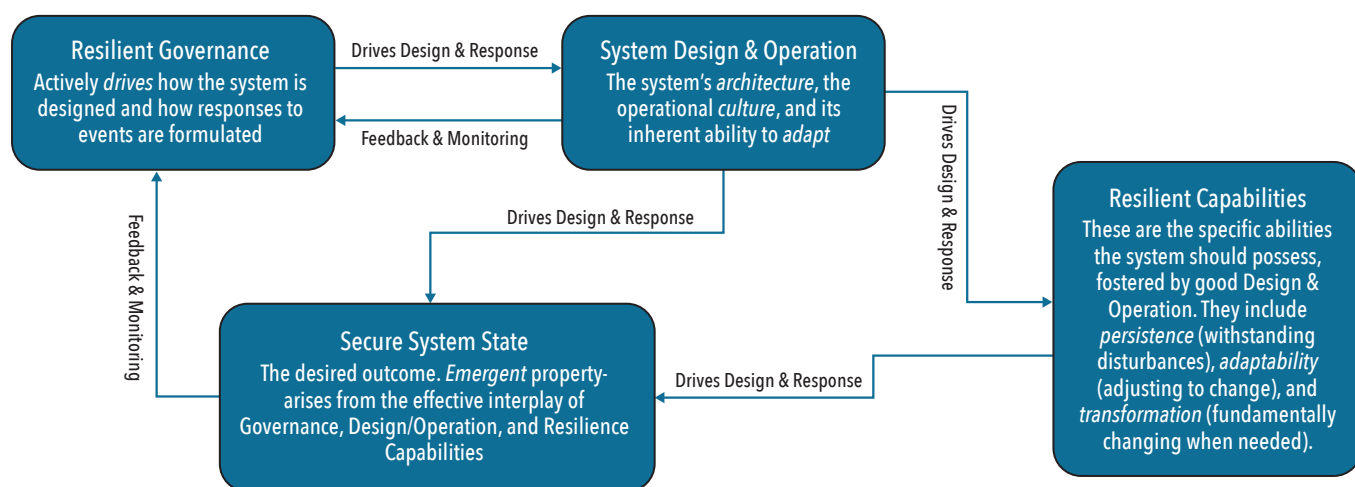 Resilient Governance
Actively drives how the system is
designed and how responses to
events are formulated
Drives Design & Response
Feedback & Monitoring
System Design & Operation
The system's architecture, the
operational culture, and its
inherent ability to adapt
Drives Design & Response
Drives Design & Response
Feedback & Monitoring
Resilient Capabilities
These are the specific abilities
the system should possess,
fostered by good Design &
Operation. They include
persistence (withstanding
disturbances), adaptability
(adjusting to change), and
transformation (fundamentally
changing when needed).
Secure System State
The desired outcome. Emergent property-
arises from the effective interplay of
Governance, Design/Operation, and Resilience
Capabilities
Drives Design & Response